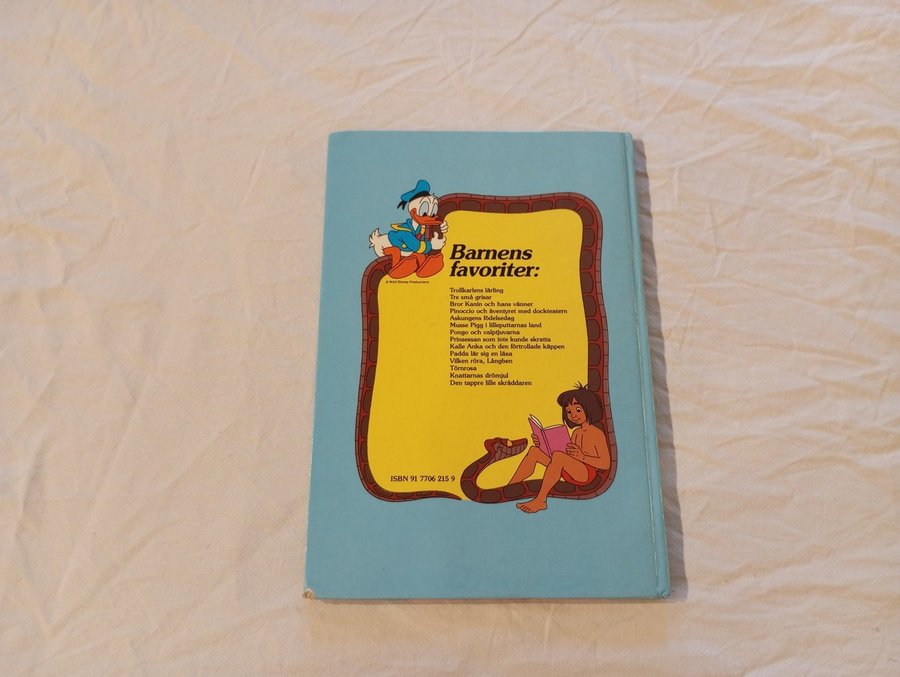 Barnens
favoriter:
© Walt Disney Productions
Trollkarlens lärling
Tre små grisar
Bror Kanin och hans vänner
Pinoccio och äventyret med dockteatern
Askungens födelsedag
Musse Pigg i lilleputtarnas land
Pongo och valptjuvarna
Prinsessan som inte kunde skratta
Kalle Anka och den förtrollade käppen
Padda lär sig en läxa
Vilken röra, Långben
Törnrosa
Knattarnas drömjul
Den tappre lille skräddaren
ISBN 91 7706 215 9